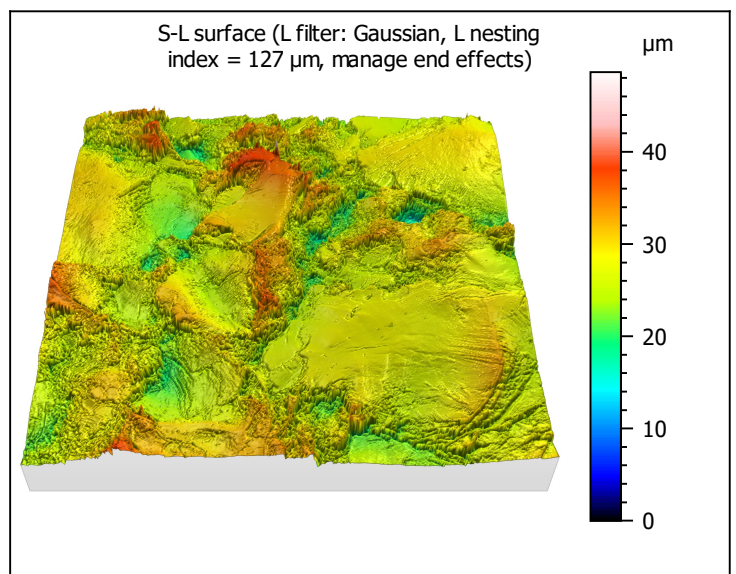 S-L surface (L filter: Gaussian, L nesting
index = 127 µm, manage end effects)
µm
40
30
20
10
0